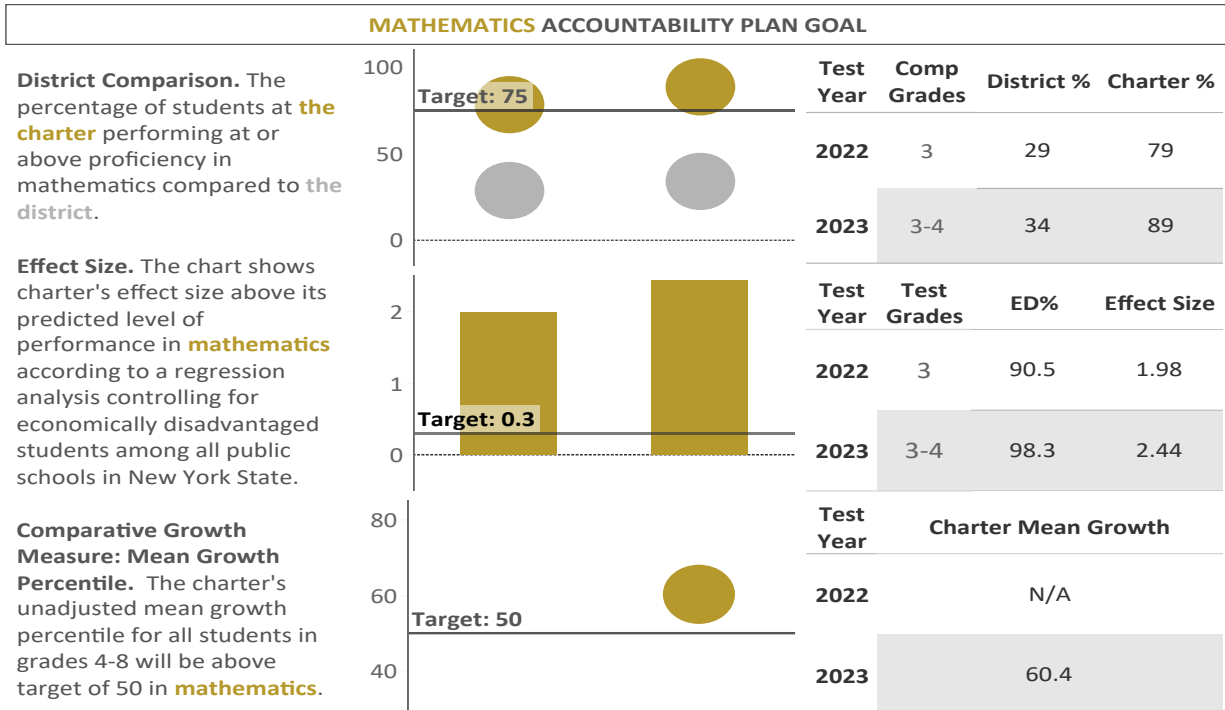 MATHEMATICS ACCOUNTABILITY PLAN GOAL
District Comparison. The
percentage of students at the
charter performing at or
above proficiency in
mathematics compared to the
district.
100
Target: 75
50
0
Test Year Comp Grades District % Charter %
2022 3 29 79
2023 3-4 34 89
Effect Size. The chart shows
charter's effect size above its
predicted level of
performance in mathematics
according to a regression
analysis controlling for
economically disadvantaged
students among all public
schools in New York State.
2
1
Target: 0.3
0
Test Year Test Grades ED% Effect Size
2022 3 90.5 1.98
2023 3-4 98.3 2.44
Comparative Growth
Measure: Mean Growth
Percentile. The charter's
unadjusted mean growth
percentile for all students in
grades 4-8 will be above
target of 50 in mathematics.
80
60
Target: 50
40
Test Year Charter Mean Growth
2022 N/A
2023 60.4